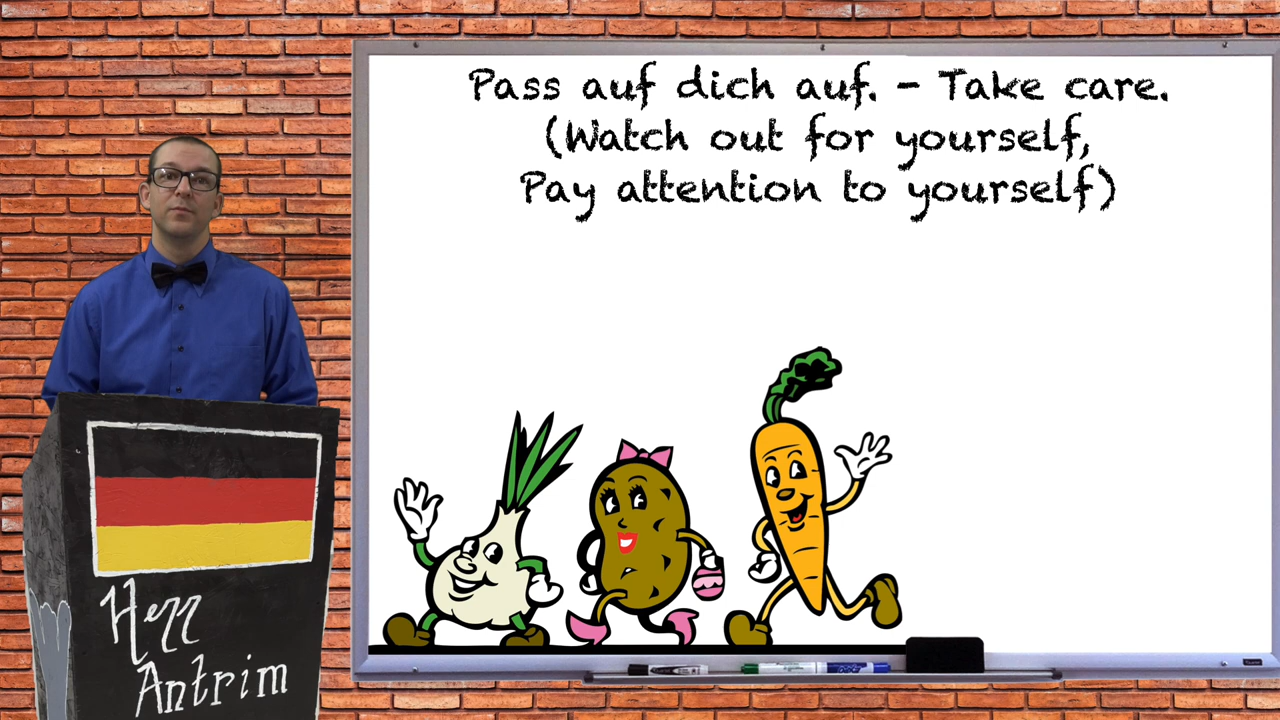 Pass auf dich auf. – Take care.
(Watch out for yourself,
Pay attention to yourself)
Herr
Antrim